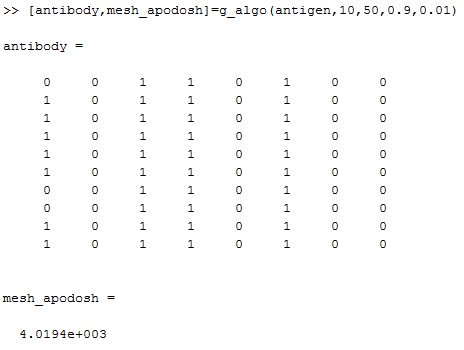 >> [antibody,mesh_apodosh]=g_algo(antigen,10,50,0.9,0.01)
antibody =
0 0 1 1 0 1 0 0
1 0 1 1 0 1 0 0
1 0 1 1 0 1 0 0
1 0 1 1 0 1 0 0
1 0 1 1 0 1 0 0
1 0 1 1 0 1 0 0
0 0 1 1 0 1 0 0
0 0 1 1 0 1 0 0
1 0 1 1 0 1 0 0
1 0 1 1 0 1 0 0
mesh_apodosh =
4.0194e+003